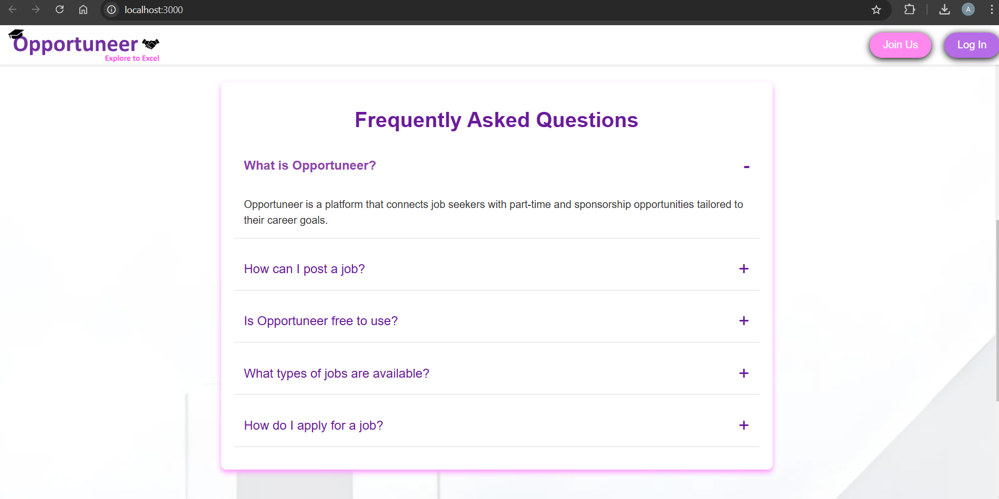 localhost:3000
A
Opportuneer
Explore to Excel
Join Us
Log In
Frequently Asked Questions
What is Opportuneer?
-
Opportuneer is a platform that connects job seekers with part-time and sponsorship opportunities tailored to
their career goals.
How can I post a job?
+
Is Opportuneer free to use?
+
What types of jobs are available?
+
How do I apply for a job?
+